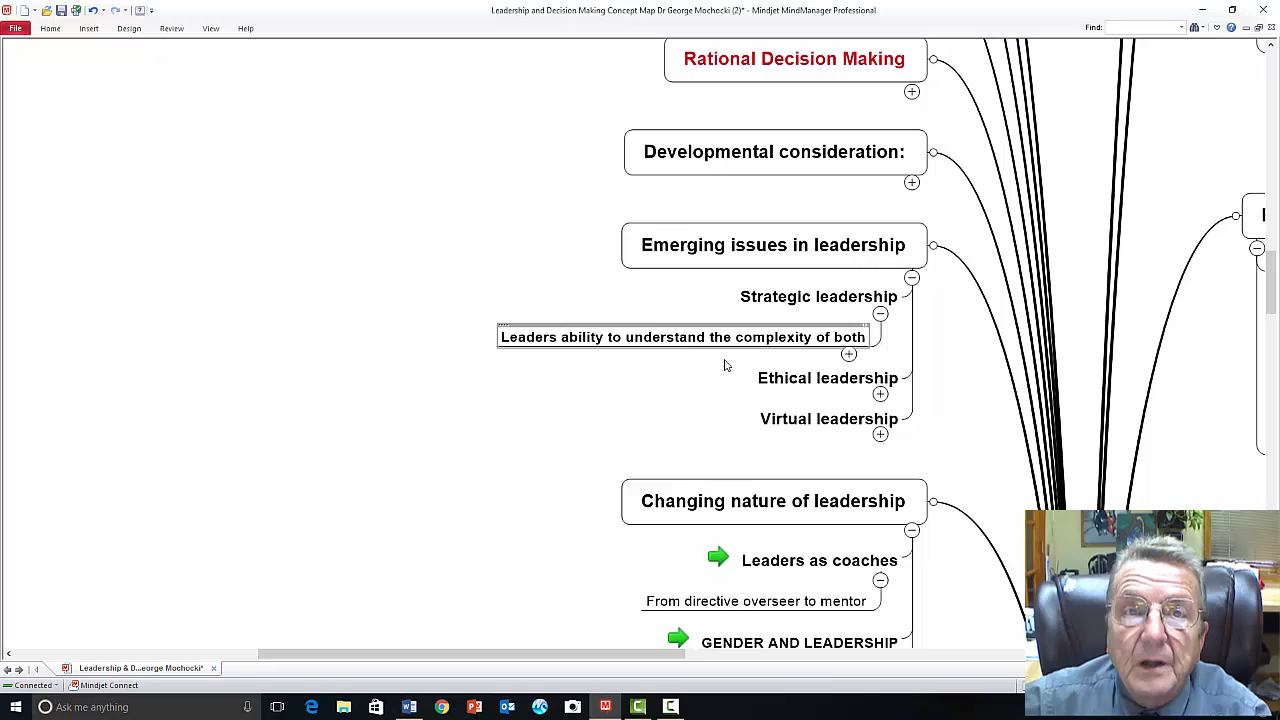 Leadership and Decision Making Concept Map Dr George Mochocki (2)* - Mindjet MindManager Professional
File Home Insert Design Review View Help Find:
Rational Decision Making
Developmental consideration:
Emerging issues in leadership
Strategic leadership
Leaders ability to understand the complexity of both
Ethical leadership
Virtual leadership
Changing nature of leadership
Leaders as coaches
From directive overseer to mentor
GENDER AND LEADERSHIP
Leadership & D...eorge Mochocki*
Connected Mindjet Connect
Ask me anything